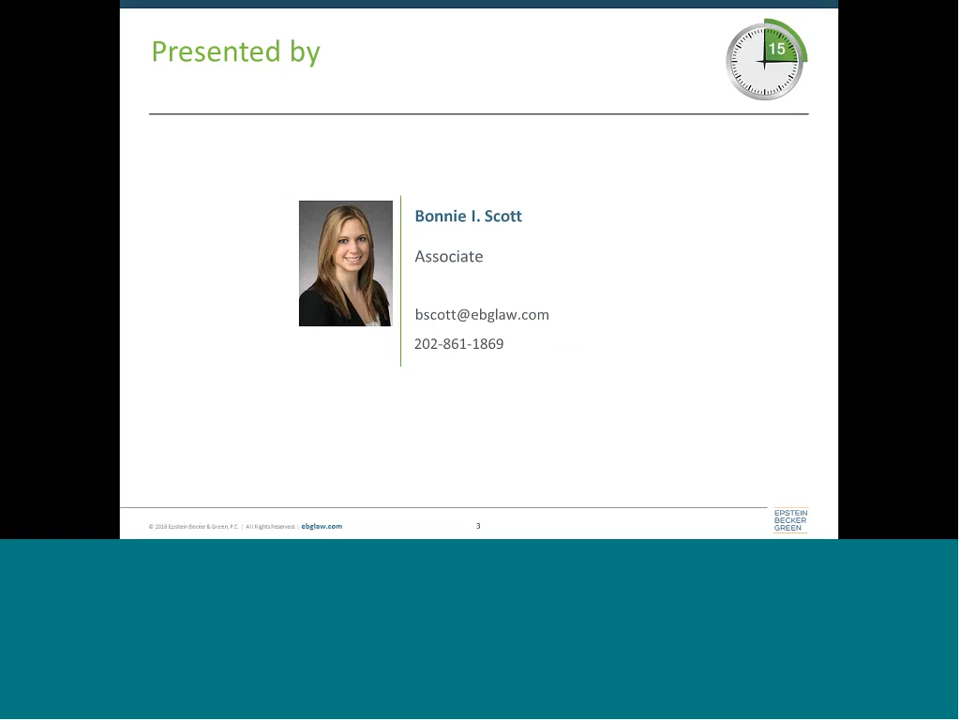 Presented by
15
Bonnie I. Scott
Associate
bscott@ebglaw.com
202-861-1869
© 2016 Epstein Becker & Green, P.C. | All Rights Reserved. | ebglaw.com
3
EPSTEIN
BECKER
GREEN